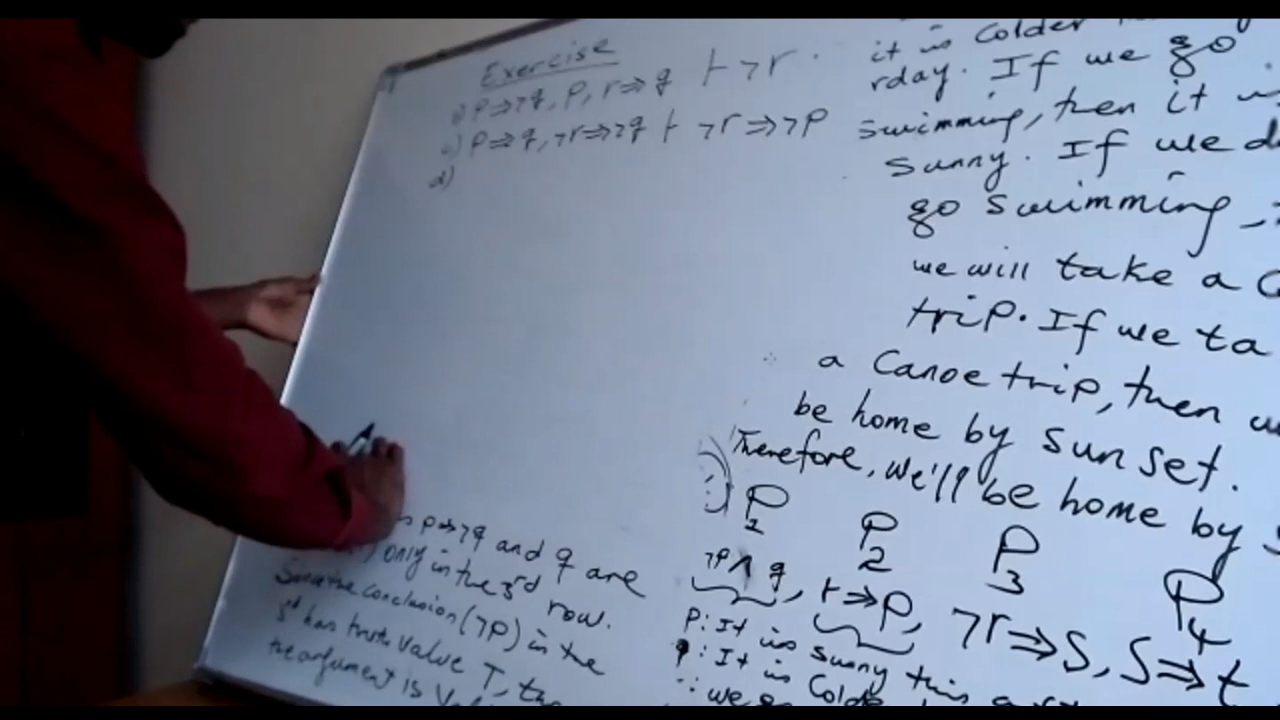 Exercise
b) P⇒¬q, P, r⇒q ⊢ ¬r.
c) P⇒q, ¬r⇒¬q ⊢ ¬r⇒¬P
d)
P⇒¬q and q are
only in the 3rd row.
Since the conclusion (¬P) in the
3rd has truth value T, the
the argument is
it is Colder
rday. If we go
swimming, then it
Sunny. If we d
go swimming,
we will take a C
trip. If we ta
a Canoe trip, then w
be home by sunset.
Therefore, we'll be home by S
P1 P2 P3 P4
¬P ∧ q, r⇒P, ¬r⇒S, S⇒t
P: It is sunny this
q: It is Colde
we